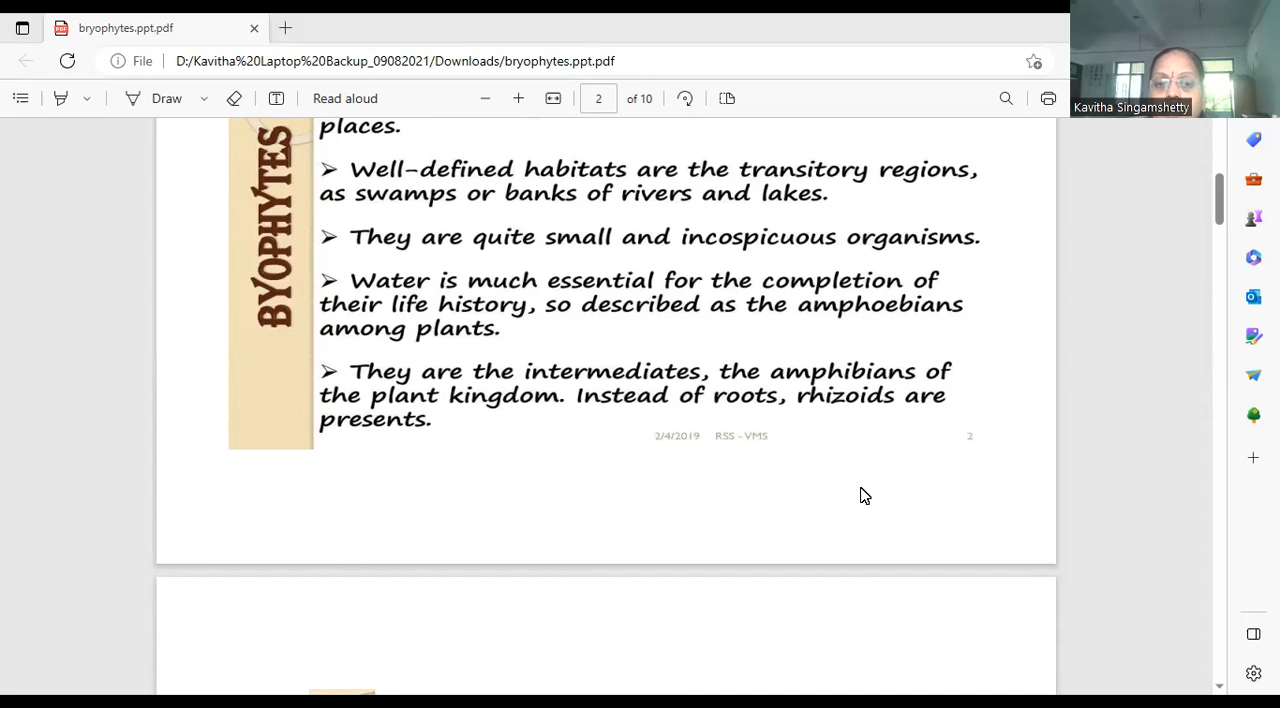 bryophytes.ppt.pdf
File D:/Kavitha%20Laptop%20Backup_09082021/Downloads/bryophytes.ppt.pdf
Draw Read aloud 2 of 10
Kavitha Singamshetty
BYOPHYTES
places.
➢ Well-defined habitats are the transitory regions,
as swamps or banks of rivers and lakes.
➢ They are quite small and incospicuous organisms.
➢ Water is much essential for the completion of
their life history, so described as the amphoebians
among plants.
➢ They are the intermediates, the amphibians of
the plant kingdom. Instead of roots, rhizoids are
presents.
2/4/2019 RSS - VMS 2